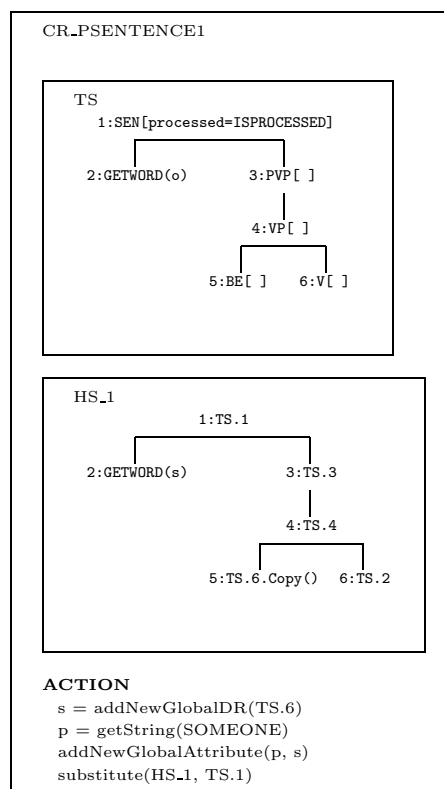 CR_PSENTENCE1
TS
1:SEN[processed=ISPROCESSED]
2:GETWORD(o) 3:PVP[ ]
4:VP[ ]
5:BE[ ] 6:V[ ]
HS_1
1:TS.1
2:GETWORD(s) 3:TS.3
4:TS.4
5:TS.6.Copy() 6:TS.2
ACTION
s = addNewGlobalDR(TS.6)
p = getString(SOMEONE)
addNewGlobalAttribute(p, s)
substitute(HS_1, TS.1)